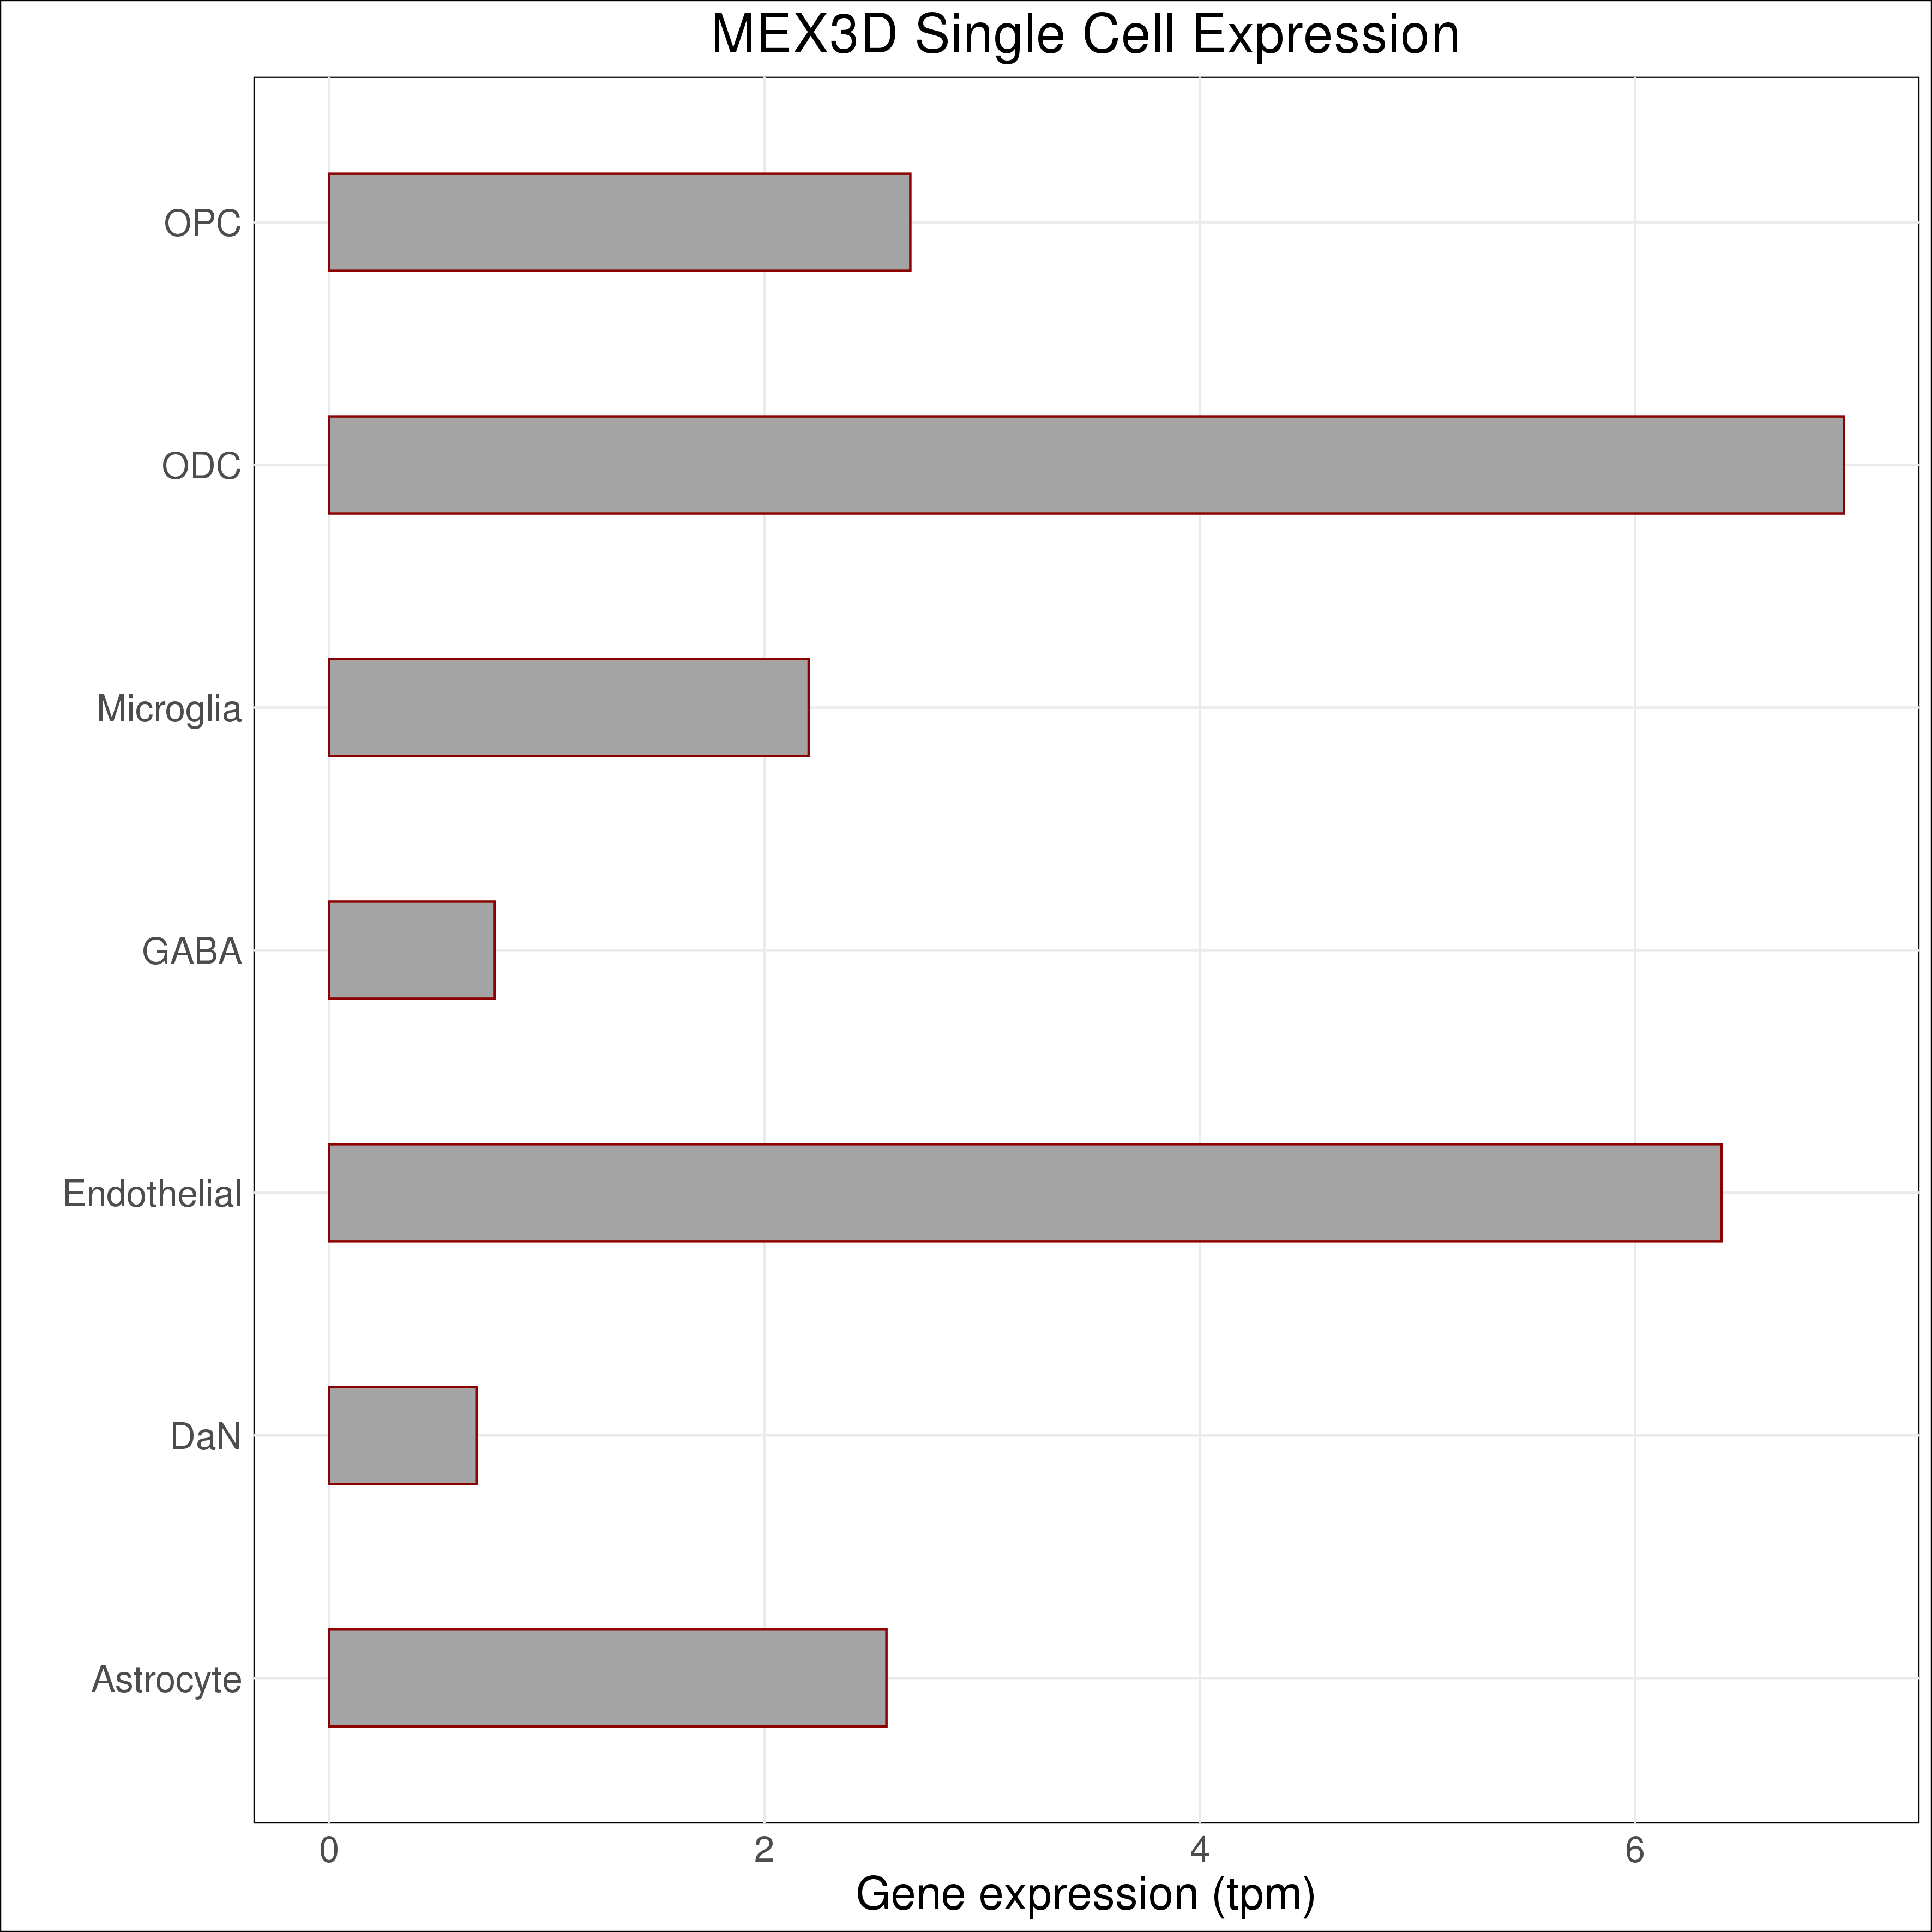 MEX3D Single Cell Expression
OPC
ODC
Microglia
GABA
Endothelial
DaN
Astrocyte
0 2 4 6
Gene expression (tpm)